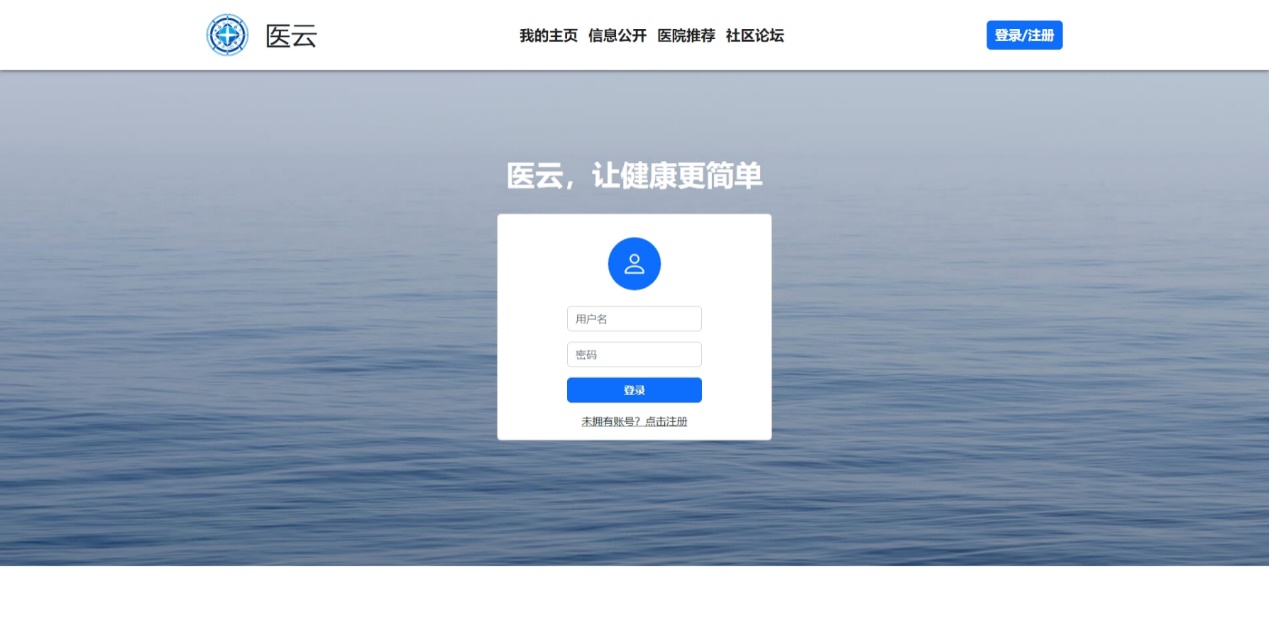 医云
我的主页 信息公开 医院推荐 社区论坛
登录/注册
医云，让健康更简单
用户名
密码
登录
未拥有账号？点击注册